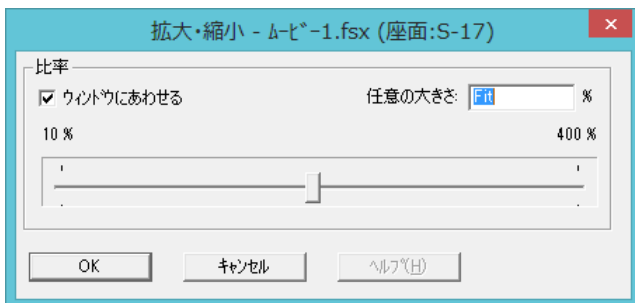 拡大・縮小 - ﾑｰﾋﾞｰ1.fsx (座面:S-17)
比率
ｳｨﾝﾄﾞｳにあわせる
任意の大きさ: Fit %
10 %
400 %
OK
ｷｬﾝｾﾙ
ﾍﾙﾌﾟ(H)